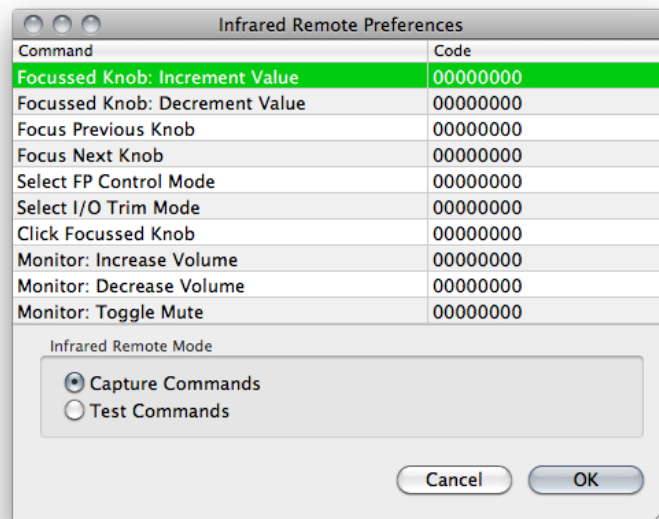 Infrared Remote Preferences
Command Code
Focussed Knob: Increment Value 00000000
Focussed Knob: Decrement Value 00000000
Focus Previous Knob 00000000
Focus Next Knob 00000000
Select FP Control Mode 00000000
Select I/O Trim Mode 00000000
Click Focussed Knob 00000000
Monitor: Increase Volume 00000000
Monitor: Decrease Volume 00000000
Monitor: Toggle Mute 00000000
Infrared Remote Mode
Capture Commands
Test Commands
Cancel OK